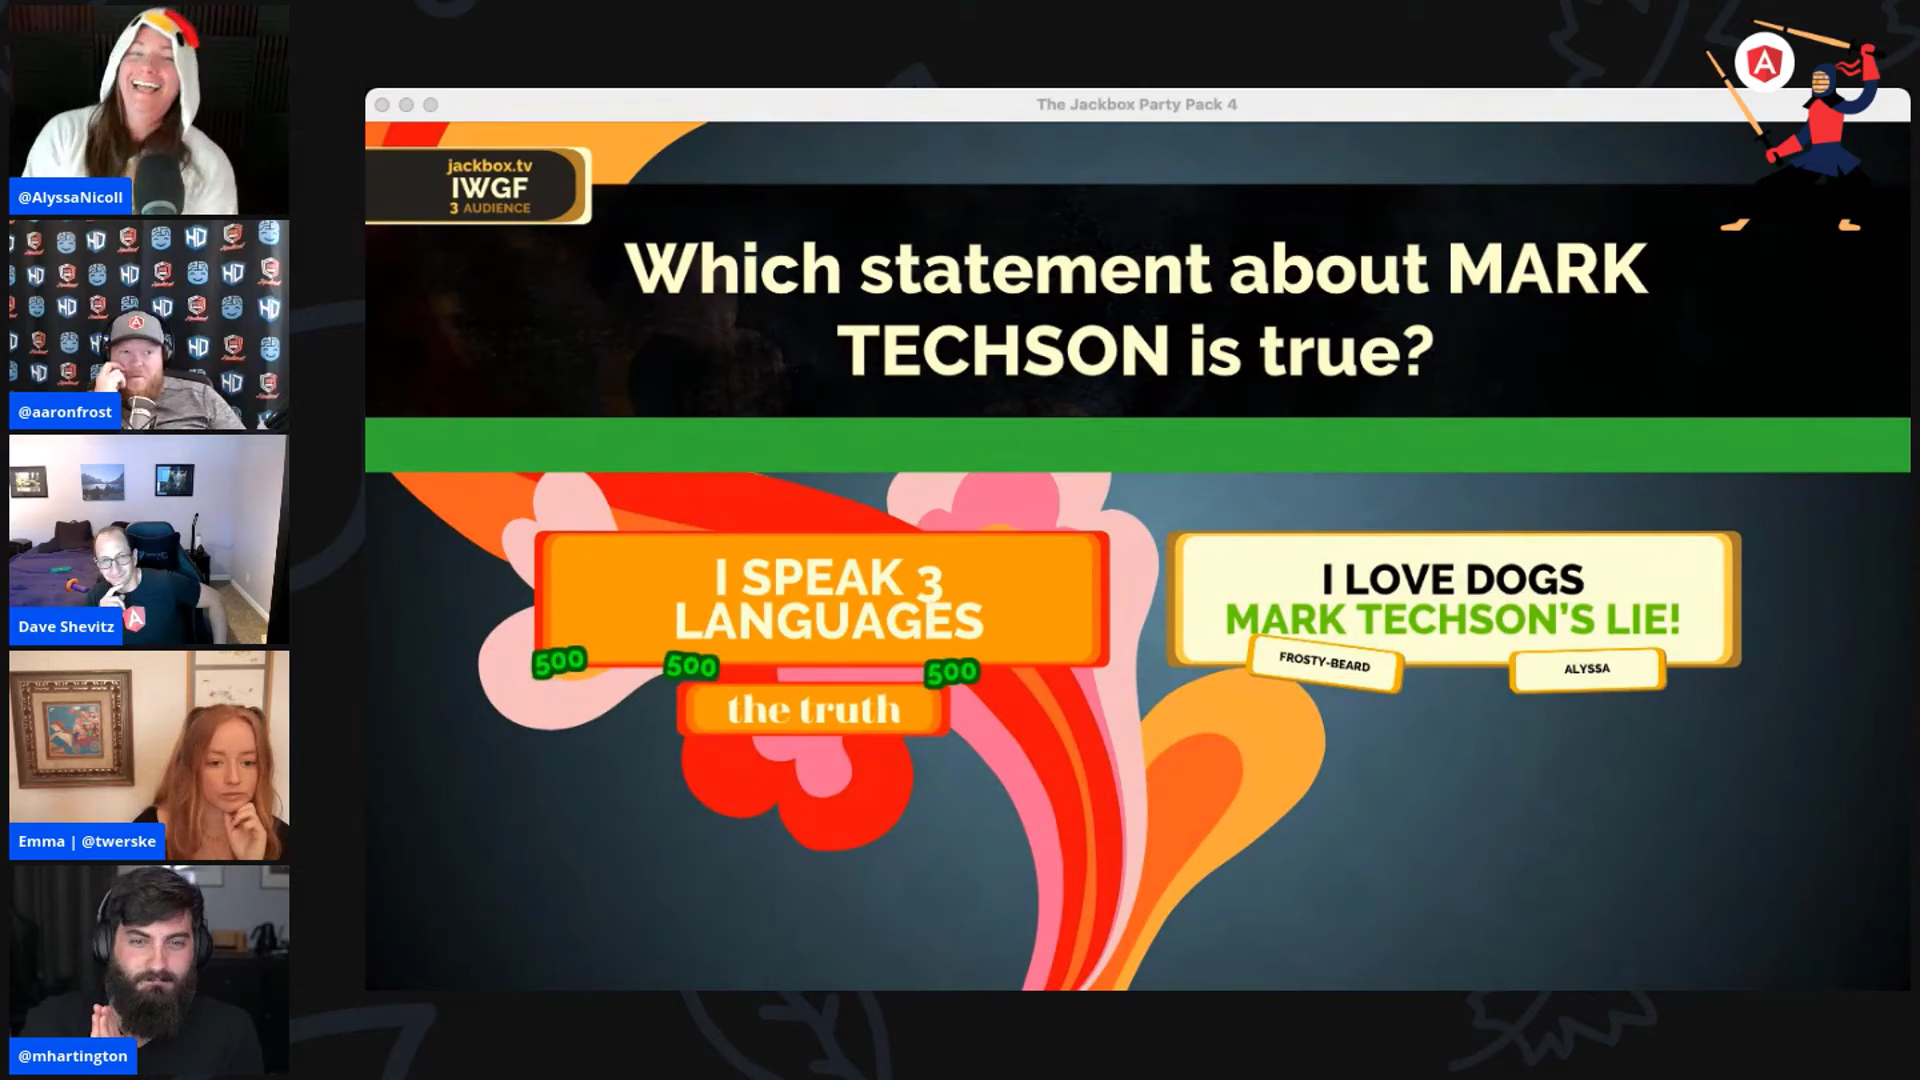 @AlyssaNicoll
@aaronfrost
Dave Shevitz
Emma | @twerske
@mhartington
The Jackbox Party Pack 4
jackbox.tv
IWGF
3 AUDIENCE
Which statement about MARK
TECHSON is true?
I SPEAK 3
LANGUAGES
500
500
500
the truth
I LOVE DOGS
MARK TECHSON'S LIE!
FROSTY-BEARD
ALYSSA
A
HD